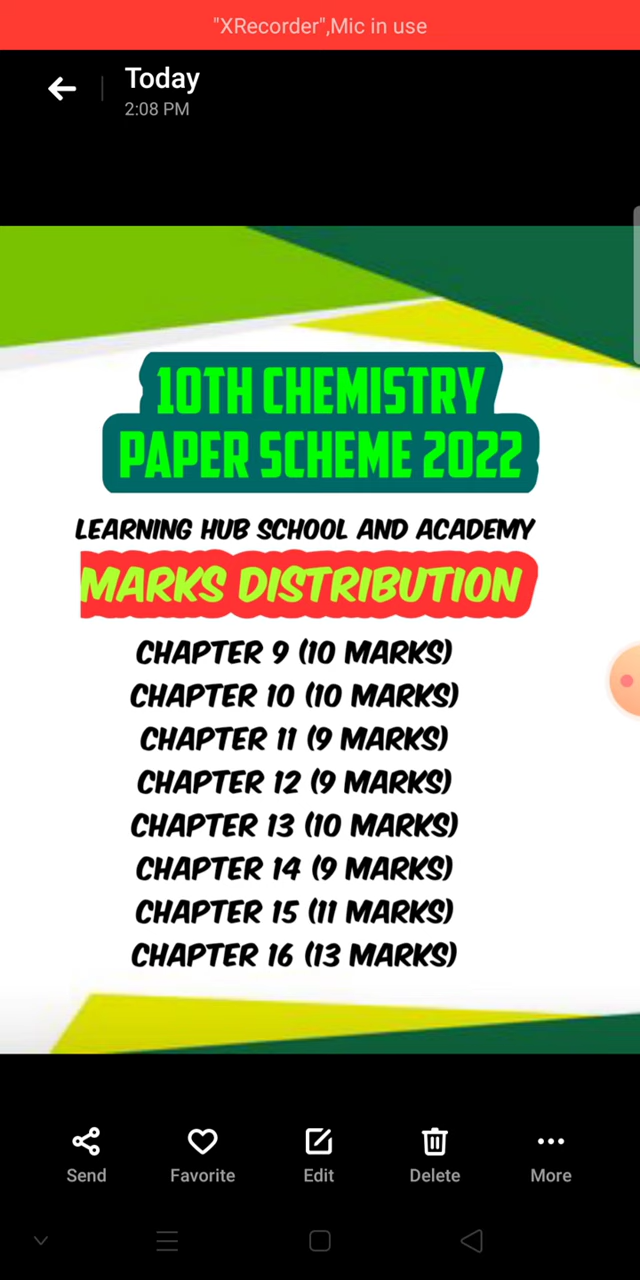 "XRecorder",Mic in use
Today
2:08 PM
10TH CHEMISTRY
PAPER SCHEME 2022
LEARNING HUB SCHOOL AND ACADEMY
MARKS DISTRIBUTION
CHAPTER 9 (10 MARKS)
CHAPTER 10 (10 MARKS)
CHAPTER 11 (9 MARKS)
CHAPTER 12 (9 MARKS)
CHAPTER 13 (10 MARKS)
CHAPTER 14 (9 MARKS)
CHAPTER 15 (11 MARKS)
CHAPTER 16 (13 MARKS)
Send Favorite Edit Delete More